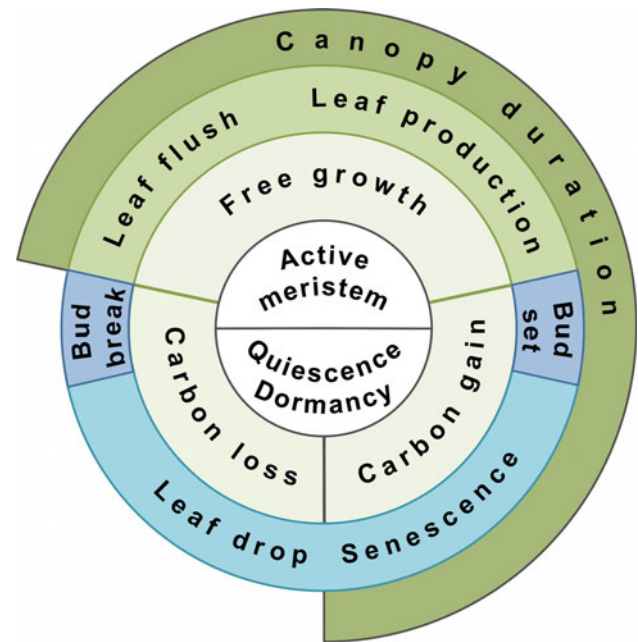 Canopy duration
Leaf flush
Leaf production
Free growth
Active
meristem
Quiescence
Dormancy
Bud
break
Bud
set
Carbon loss
Carbon gain
Leaf drop
Senescence